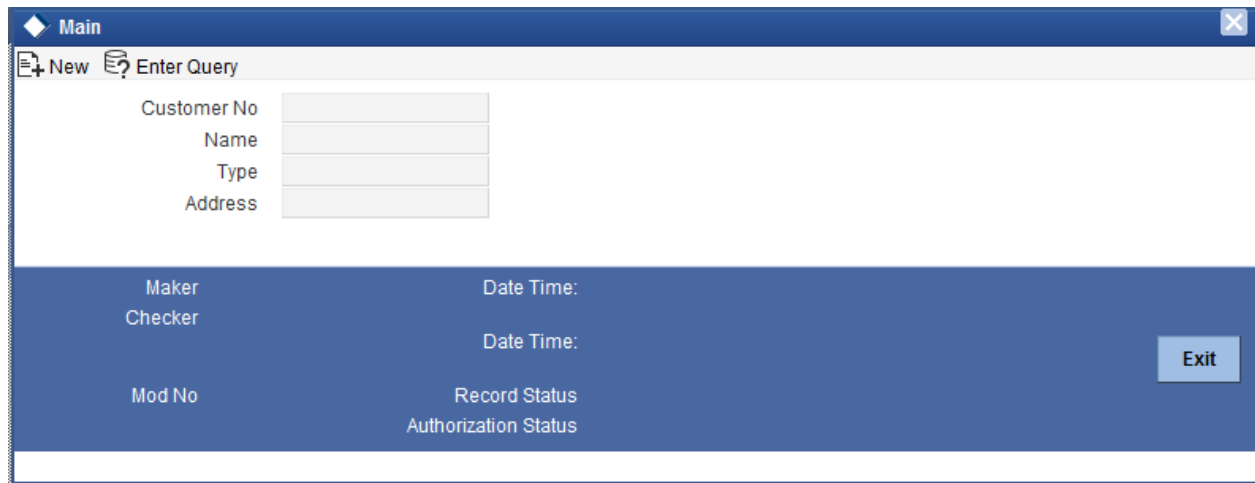 Main
New Enter Query
Customer No
Name
Type
Address
Maker Date Time:
Checker
Date Time:
Exit
Mod No Record Status
Authorization Status